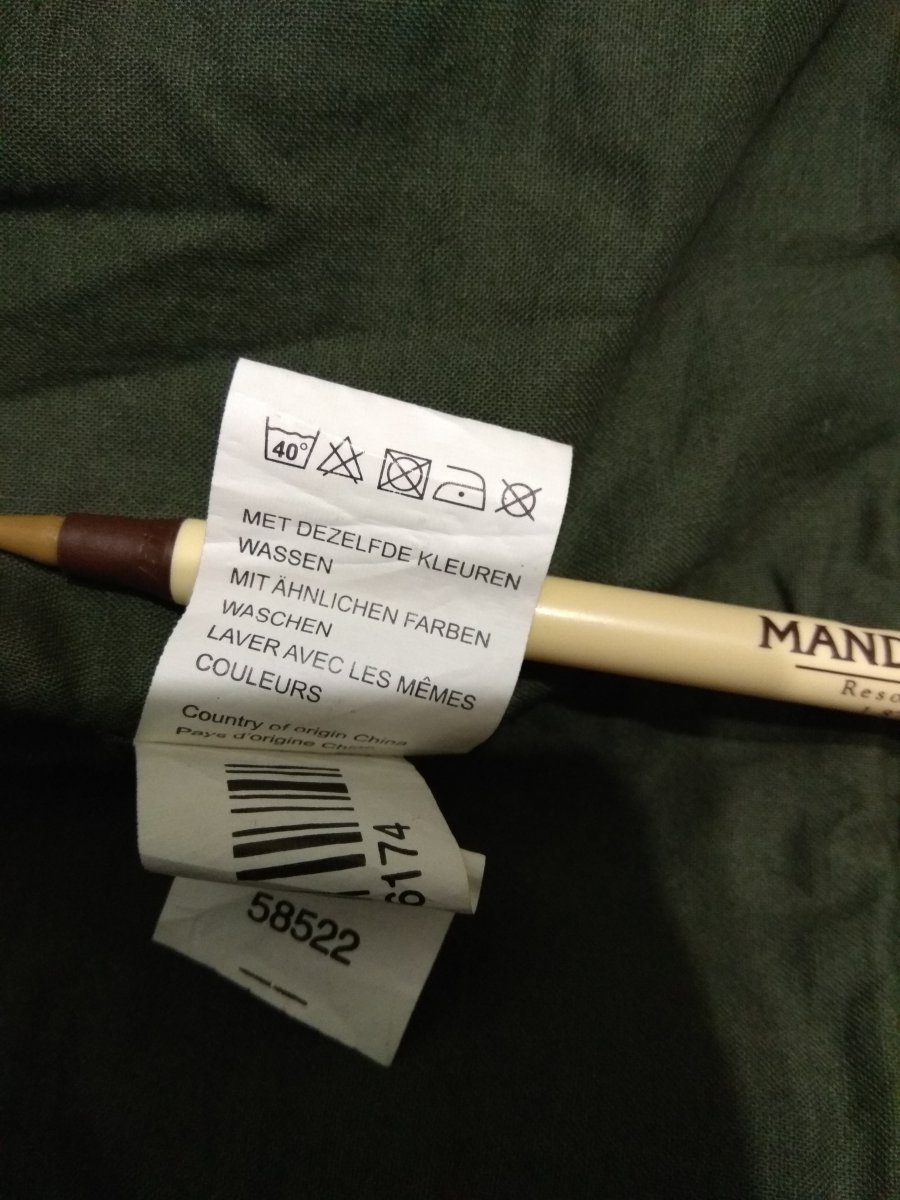 40°
MET DEZELFDE KLEUREN
WASSEN
MIT ÄHNLICHEN FARBEN
WASCHEN
LAVER AVEC LES MÊMES
COULEURS
Country of origin China
Pays d'origine
MAND
Reso
6174
58522